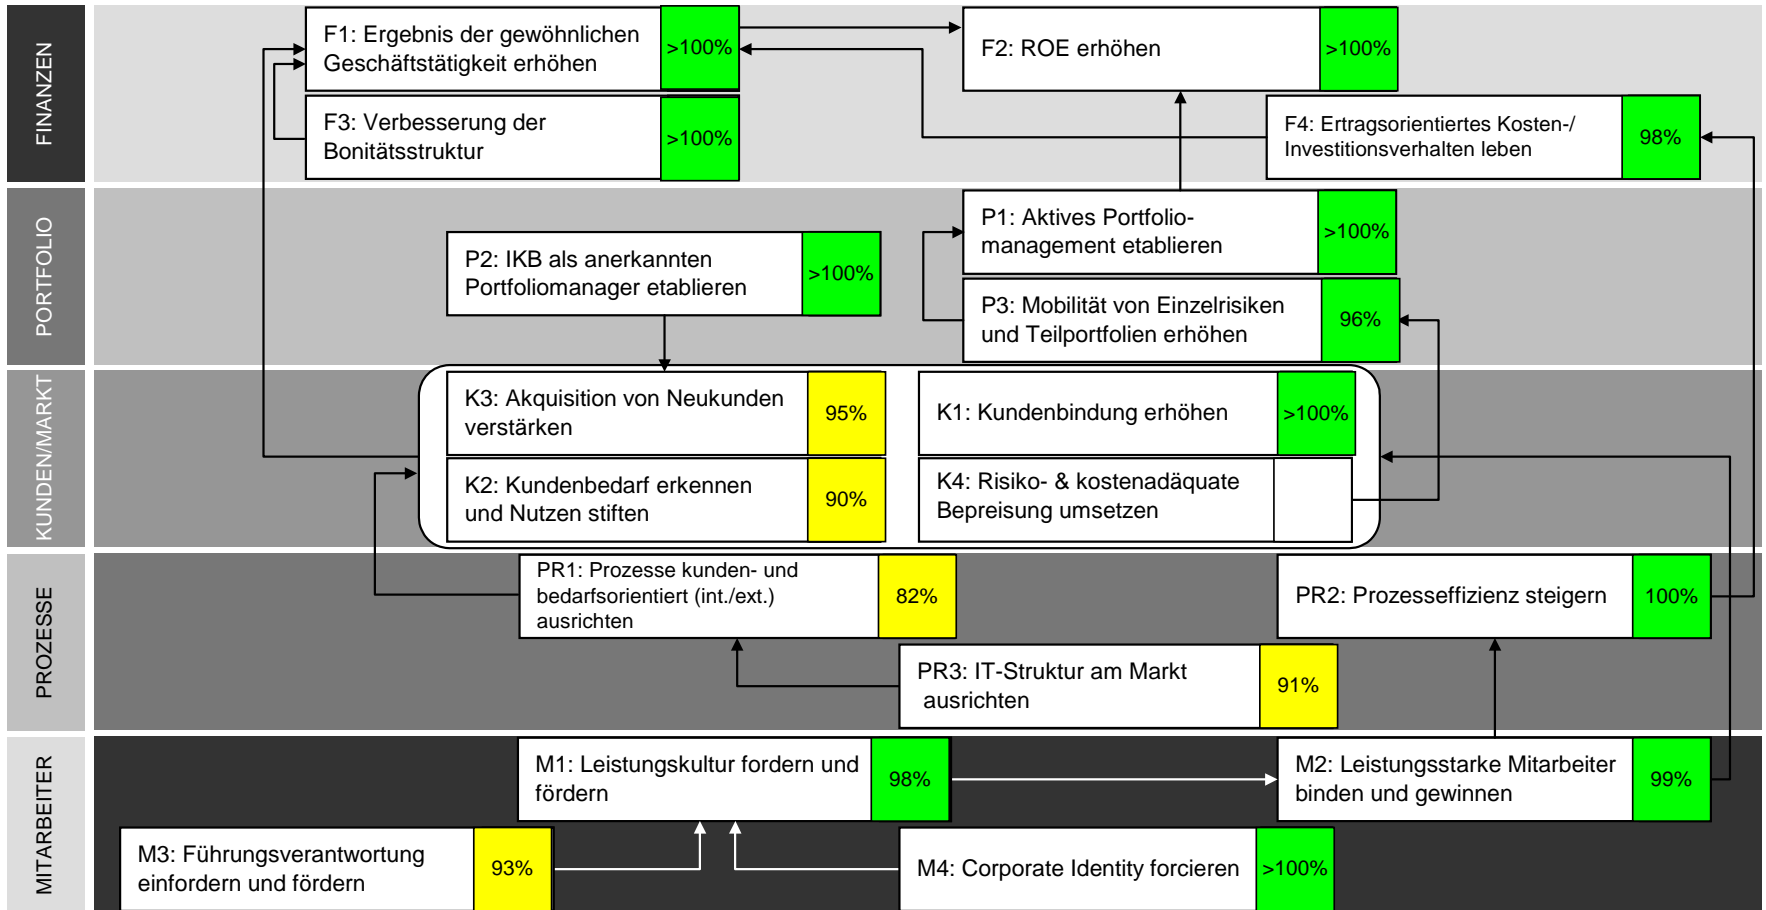 FINANZEN
F1: Ergebnis der gewöhnlichen
Geschäftstätigkeit erhöhen
>100%
F2: ROE erhöhen
>100%
F3: Verbesserung der
Bonitätsstruktur
>100%
F4: Ertragsorientiertes Kosten-/
Investitionsverhalten leben
98%
PORTFOLIO
P1: Aktives Portfolio-
management etablieren
>100%
P2: IKB als anerkannten
Portfoliomanager etablieren
>100%
P3: Mobilität von Einzelrisiken
und Teilportfolien erhöhen
96%
KUNDEN/MARKT
K3: Akquisition von Neukunden
verstärken
95%
K1: Kundenbindung erhöhen
>100%
K2: Kundenbedarf erkennen
und Nutzen stiften
90%
K4: Risiko- & kostenadäquate
Bepreisung umsetzen
PROZESSE
PR1: Prozesse kunden- und
bedarfsorientiert (int./ext.)
ausrichten
82%
PR2: Prozesseffizienz steigern
100%
PR3: IT-Struktur am Markt
ausrichten
91%
MITARBEITER
M1: Leistungskultur fordern und
fördern
98%
M2: Leistungsstarke Mitarbeiter
binden und gewinnen
99%
M3: Führungsverantwortung
einfordern und fördern
93%
M4: Corporate Identity forcieren
>100%